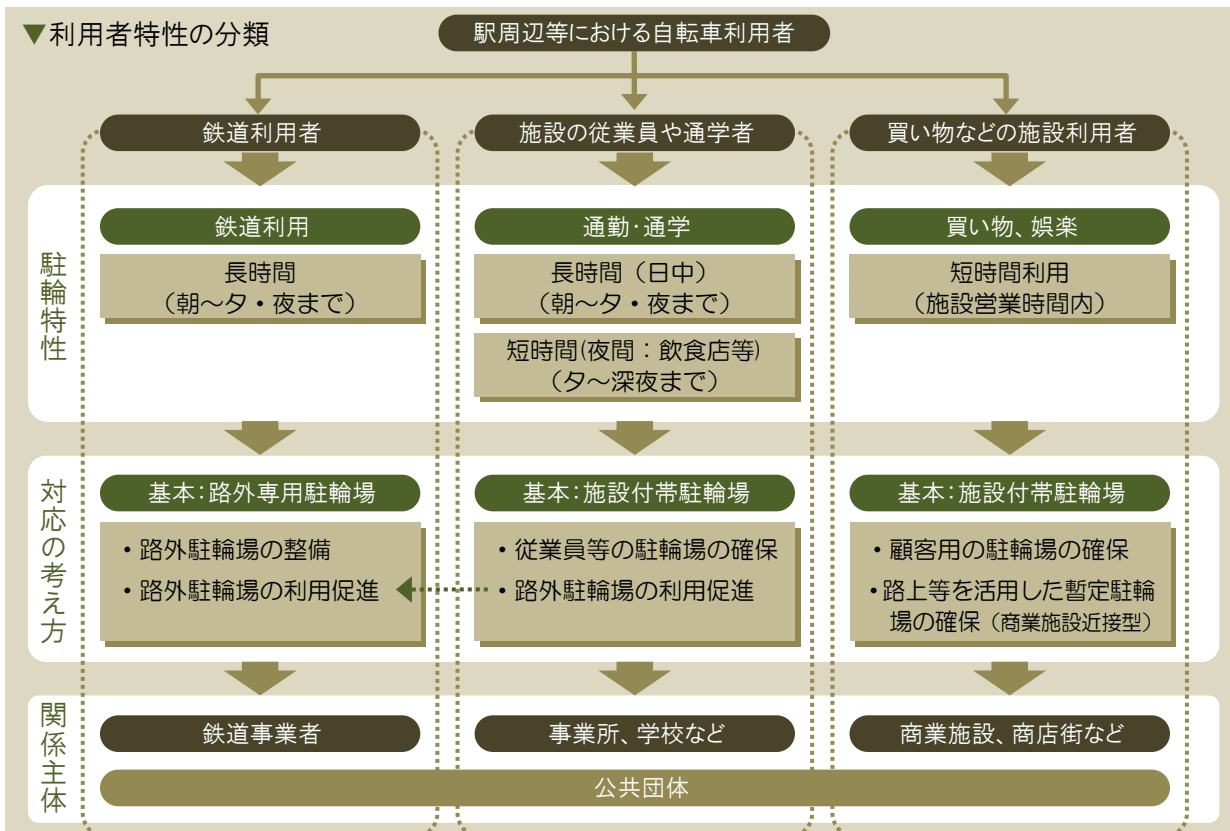 ▼利用者特性の分類
駅周辺等における自転車利用者
鉄道利用者
施設の従業員や通学者
買い物などの施設利用者
駐輪特性
鉄道利用
長時間
（朝～夕・夜まで）
通勤・通学
長時間（日中）
（朝～夕・夜まで）
短時間(夜間：飲食店等)
（夕～深夜まで）
買い物、娯楽
短時間利用
（施設営業時間内）
対応の考え方
基本：路外専用駐輪場
・路外駐輪場の整備
・路外駐輪場の利用促進
基本：施設付帯駐輪場
・従業員等の駐輪場の確保
・路外駐輪場の利用促進
基本：施設付帯駐輪場
・顧客用の駐輪場の確保
・路上等を活用した暫定駐輪
場の確保（商業施設近接型）
関係主体
鉄道事業者
事業所、学校など
商業施設、商店街など
公共団体